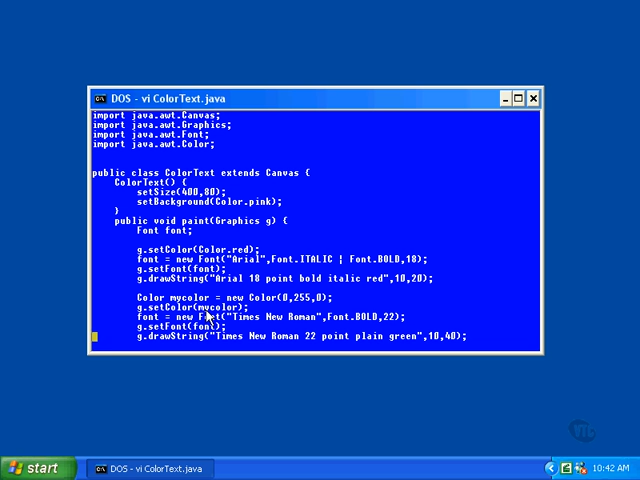 DOS - vi ColorText.java
import java.awt.Canvas;
import java.awt.Graphics;
import java.awt.Font;
import java.awt.Color;
public class ColorText extends Canvas {
ColorText() {
setSize(400,80);
setBackground(Color.pink);
}
public void paint(Graphics g) {
Font font;
g.setColor(Color.red);
font = new Font("Arial",Font.ITALIC ¦ Font.BOLD,18);
g.setFont(font);
g.drawString("Arial 18 point bold italic red",10,20);
Color mycolor = new Color(0,255,0);
g.setColor(mycolor);
font = new Font("Times New Roman",Font.BOLD,22);
g.setFont(font);
g.drawString("Times New Roman 22 point plain green",10,40);
start
DOS - vi ColorText.java
10:42 AM